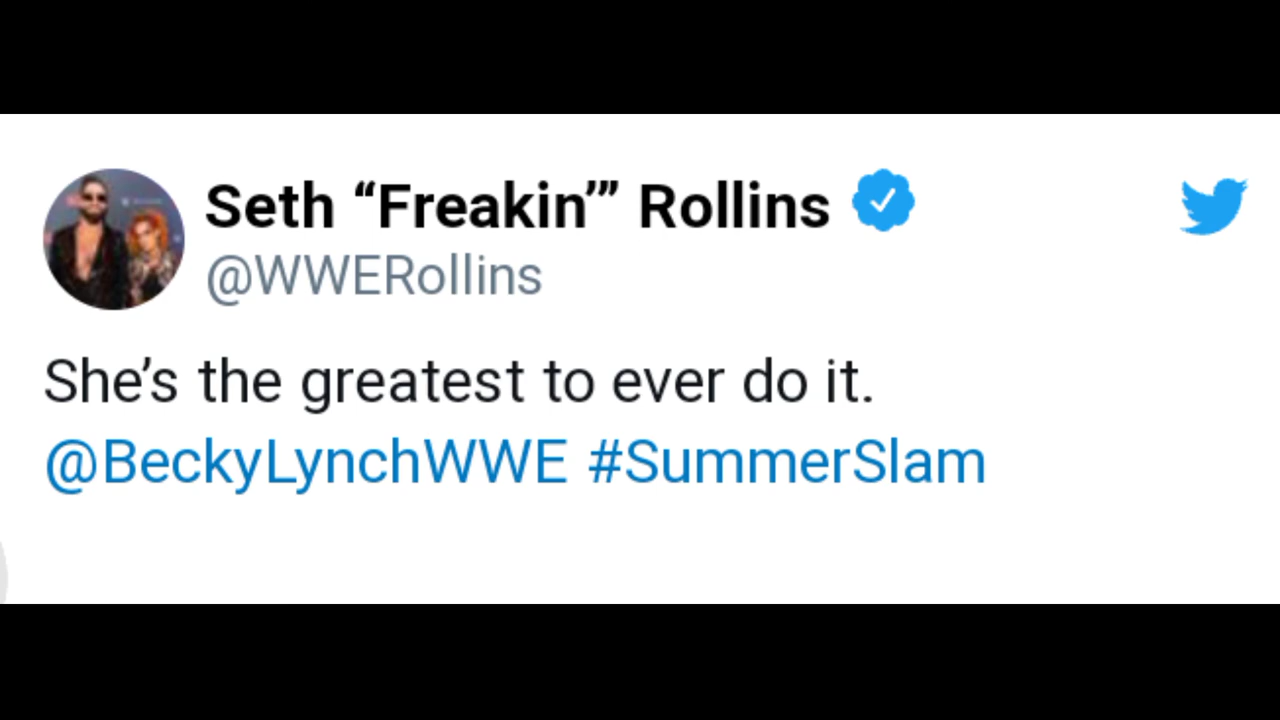 Seth “Freakin’” Rollins
@WWERollins
She’s the greatest to ever do it.
@BeckyLynchWWE #SummerSlam